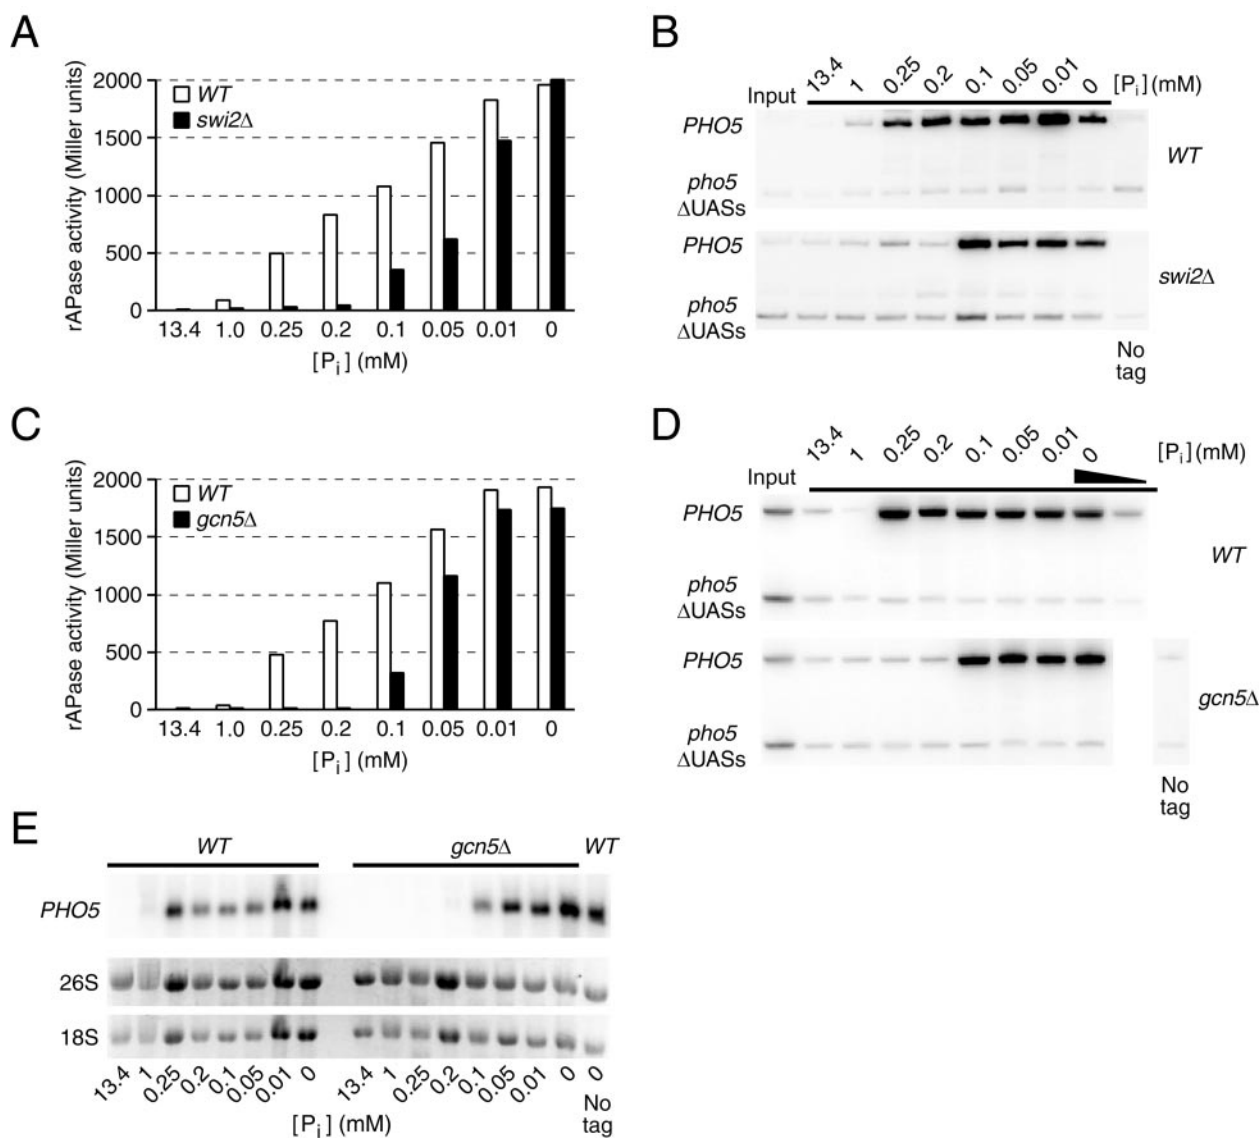 A
rAPase activity (Miller units)
2000
1500
1000
500
0
WT
swi2Δ
13.4 1.0 0.25 0.2 0.1 0.05 0.01 0
[Pi] (mM)
B
Input 13.4 1 0.25 0.2 0.1 0.05 0.01 0 [Pi] (mM)
PHO5
WT
pho5
ΔUASs
PHO5
swi2Δ
pho5
ΔUASs
No
tag
C
rAPase activity (Miller units)
2000
1500
1000
500
0
WT
gcn5Δ
13.4 1.0 0.25 0.2 0.1 0.05 0.01 0
[Pi] (mM)
D
Input 13.4 1 0.25 0.2 0.1 0.05 0.01 0 [Pi] (mM)
PHO5
WT
pho5
ΔUASs
PHO5
gcn5Δ
pho5
ΔUASs
No
tag
E
WT gcn5Δ WT
PHO5
26S
18S
13.4 1 0.25 0.2 0.1 0.05 0.01 0 13.4 1 0.25 0.2 0.1 0.05 0.01 0 0
No
tag
[Pi] (mM)